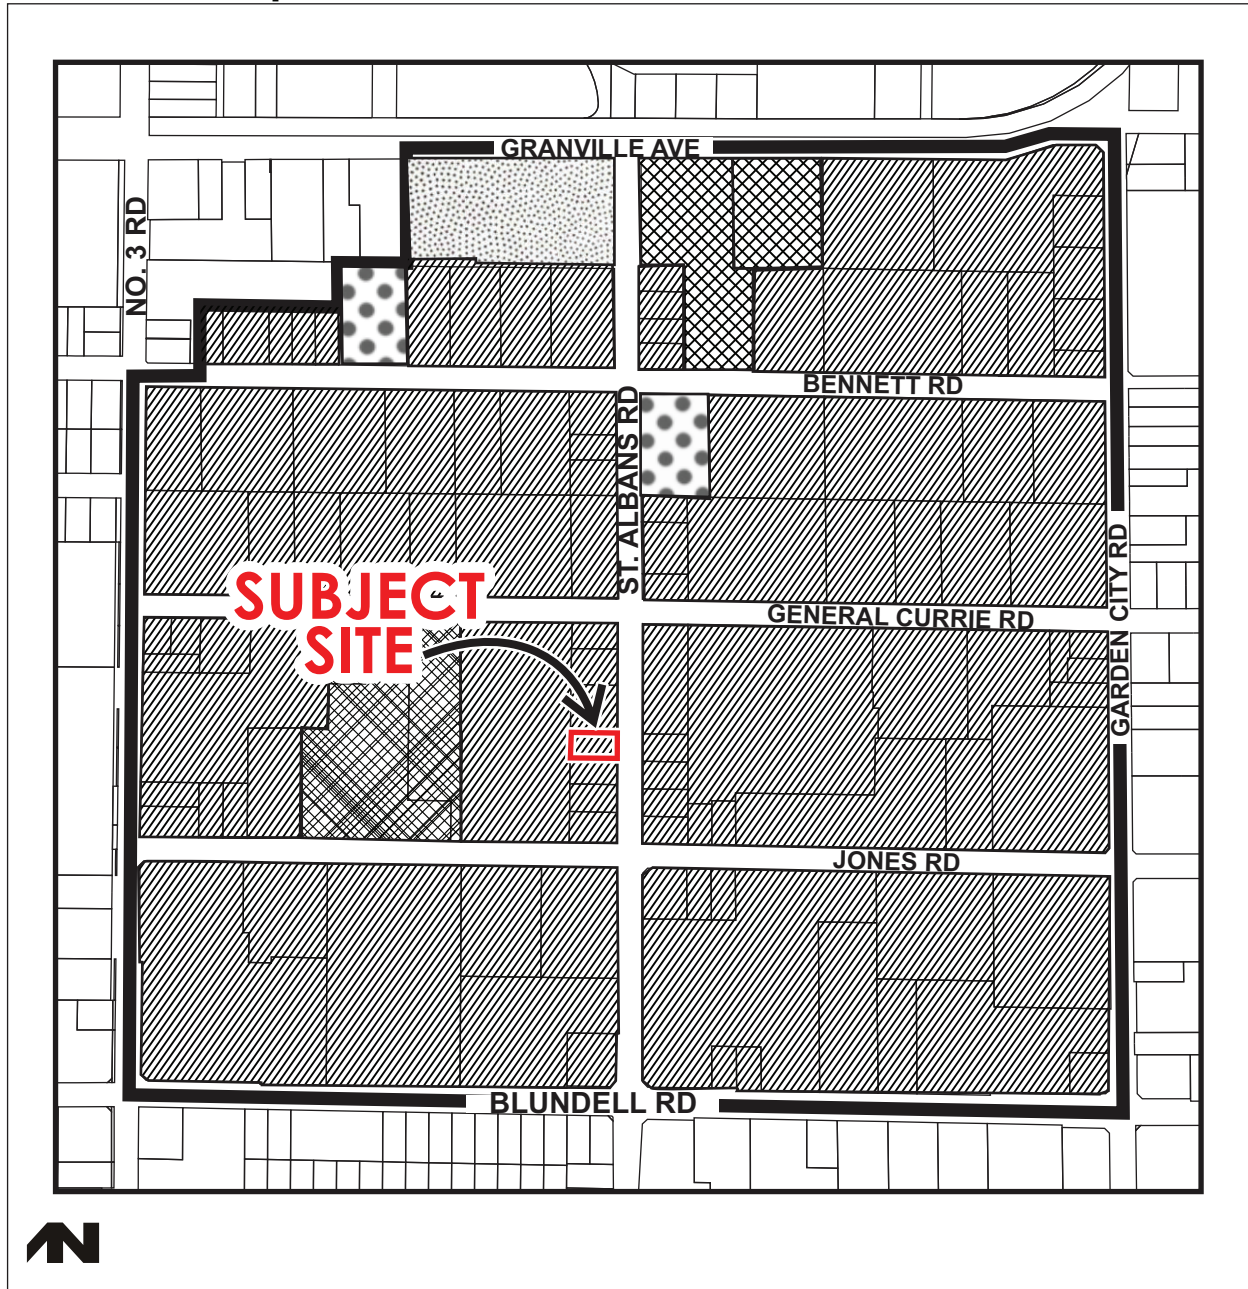 GRANVILLE AVE
NO. 3 RD
BENNETT RD
ST. ALBANS RD
SUBJECT
SITE
GENERAL CURRIE RD
GARDEN CITY RD
JONES RD
BLUNDELL RD
N